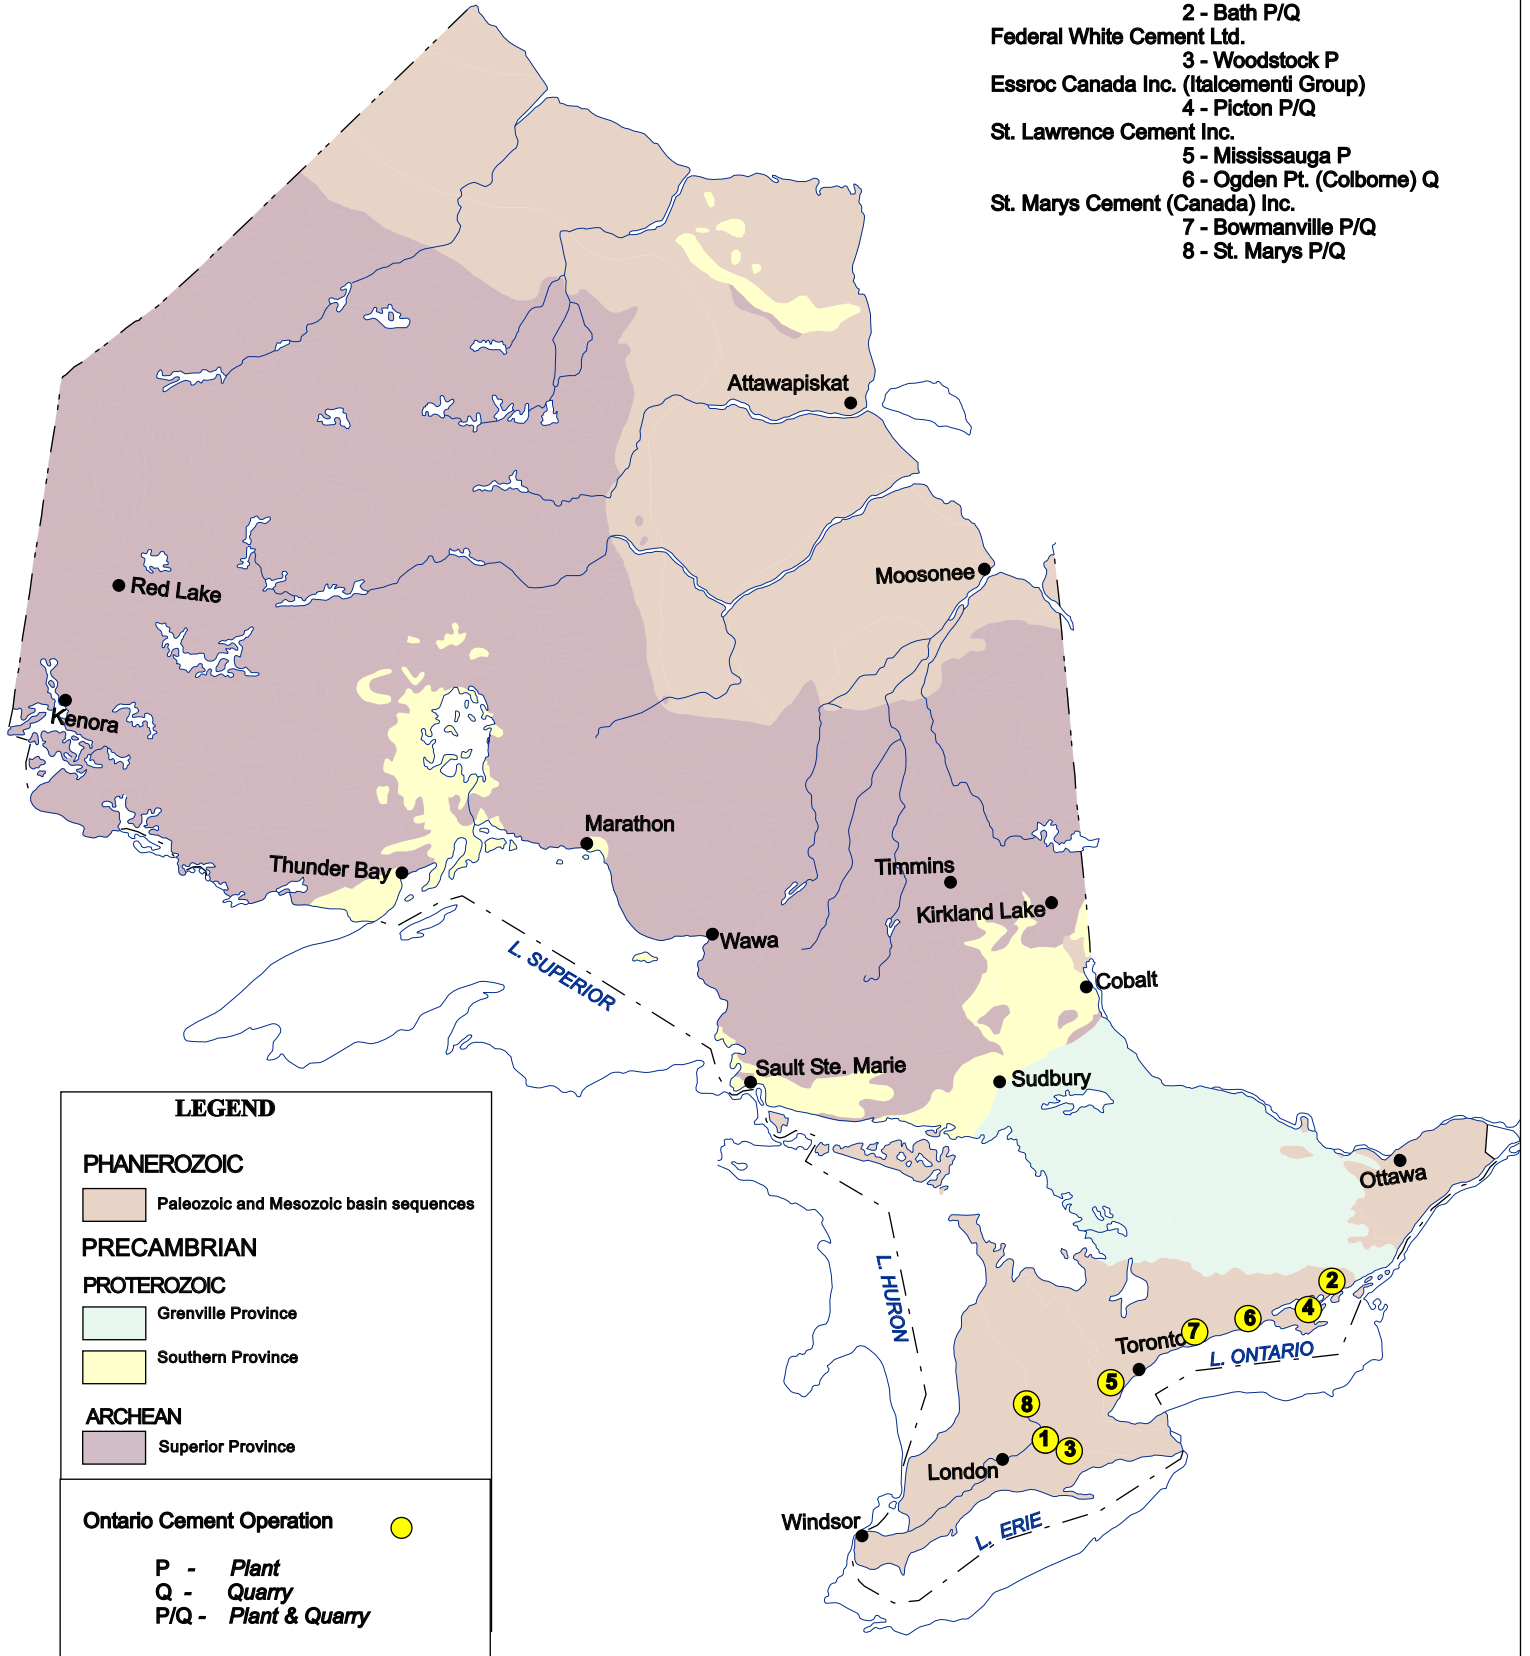 2 - Bath P/Q
Federal White Cement Ltd.
3 - Woodstock P
Essroc Canada Inc. (Italcementi Group)
4 - Picton P/Q
St. Lawrence Cement Inc.
5 - Mississauga P
6 - Ogden Pt. (Colborne) Q
St. Marys Cement (Canada) Inc.
7 - Bowmanville P/Q
8 - St. Marys P/Q
Attawapiskat
Moosonee
Red Lake
Kenora
Marathon
Thunder Bay
Timmins
Kirkland Lake
Wawa
L. SUPERIOR
Cobalt
Sault Ste. Marie
Sudbury
Ottawa
L. HURON
2
4
6
7
Toronto
L. ONTARIO
5
8
1
3
London
Windsor
L. ERIE
LEGEND
PHANEROZOIC
Paleozoic and Mesozoic basin sequences
PRECAMBRIAN
PROTEROZOIC
Grenville Province
Southern Province
ARCHEAN
Superior Province
Ontario Cement Operation
P - Plant
Q - Quarry
P/Q - Plant & Quarry